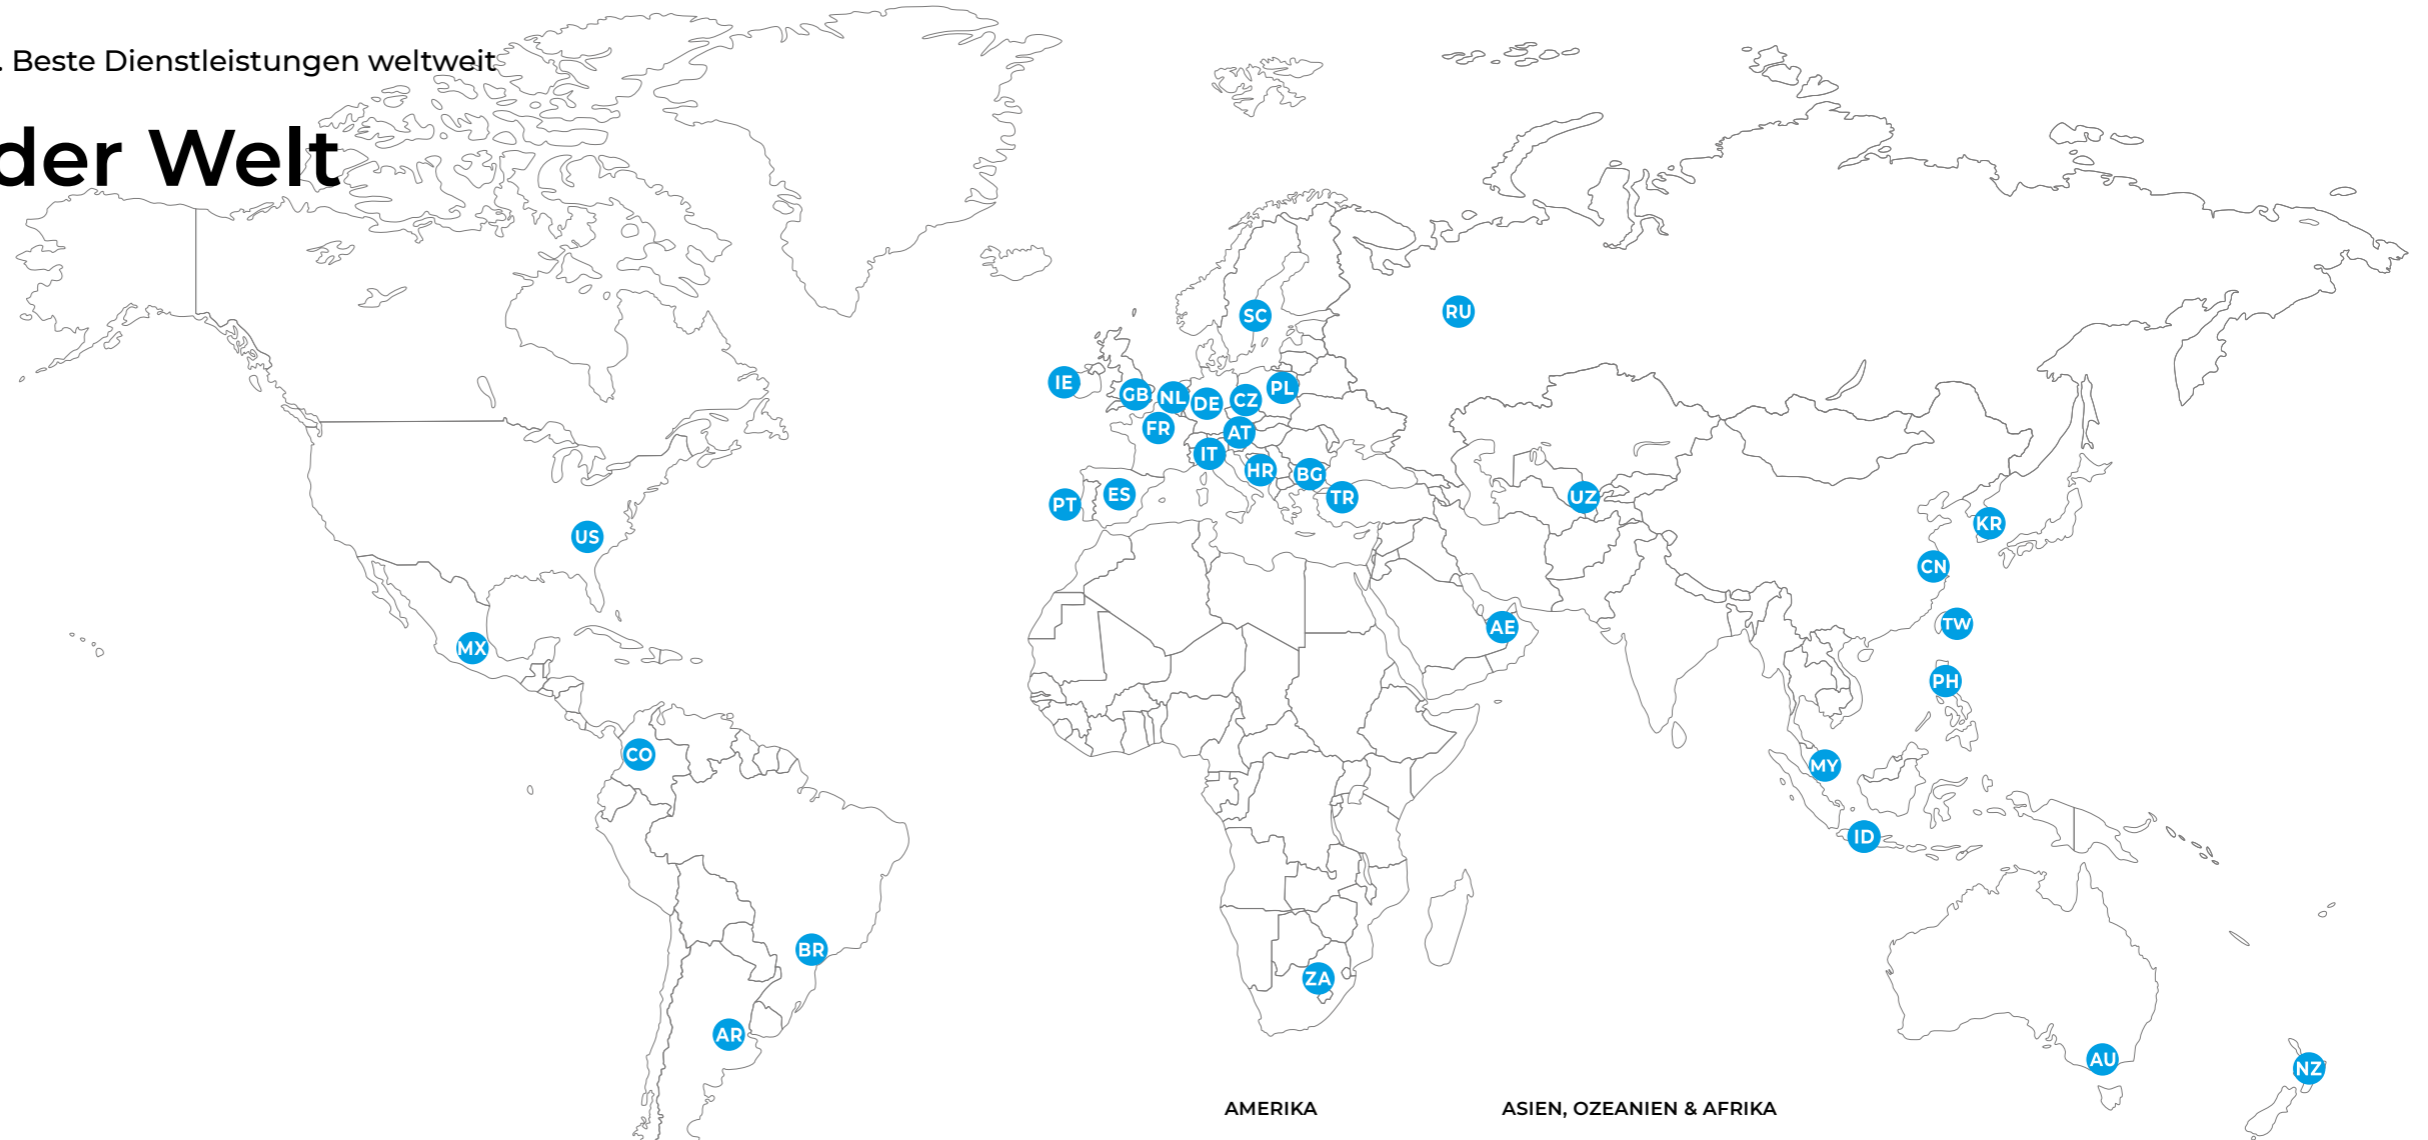 . Beste Dienstleistungen weltweit
der Welt
SC
RU
IE
GB
NL
DE
CZ
PL
FR
AT
IT
HR
BG
PT
ES
TR
UZ
US
KR
CN
MX
AE
TW
PH
CO
MY
ID
BR
ZA
AR
AU
NZ
AMERIKA
ASIEN, OZEANIEN & AFRIKA